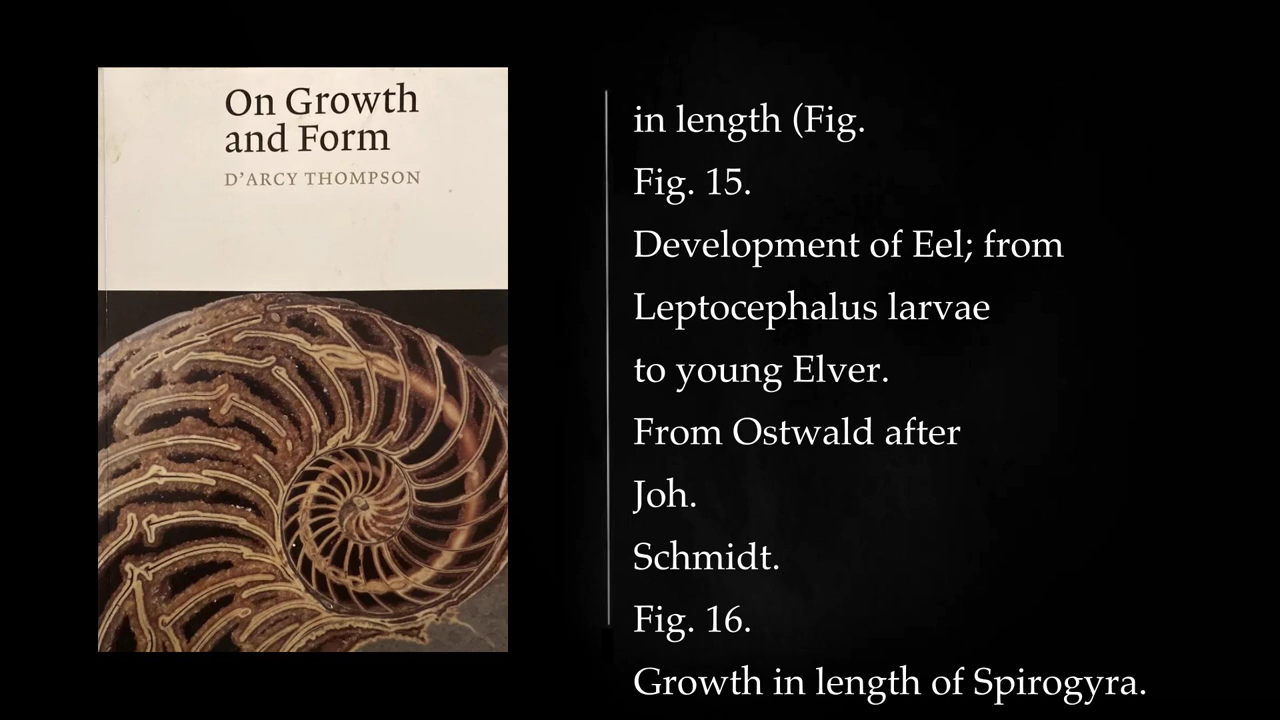 On Growth
and Form
D'ARCY THOMPSON
in length (Fig.
Fig. 15.
Development of Eel; from
Leptocephalus larvae
to young Elver.
From Ostwald after
Joh.
Schmidt.
Fig. 16.
Growth in length of Spirogyra.